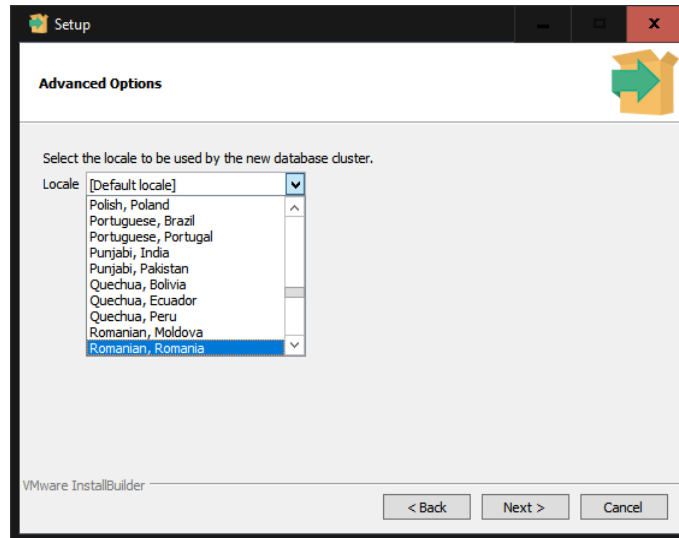 Setup
Advanced Options
Select the locale to be used by the new database cluster.
Locale [Default locale]
Polish, Poland
Portuguese, Brazil
Portuguese, Portugal
Punjabi, India
Punjabi, Pakistan
Quechua, Bolivia
Quechua, Ecuador
Quechua, Peru
Romanian, Moldova
Romanian, Romania
VMware InstallBuilder
< Back Next > Cancel